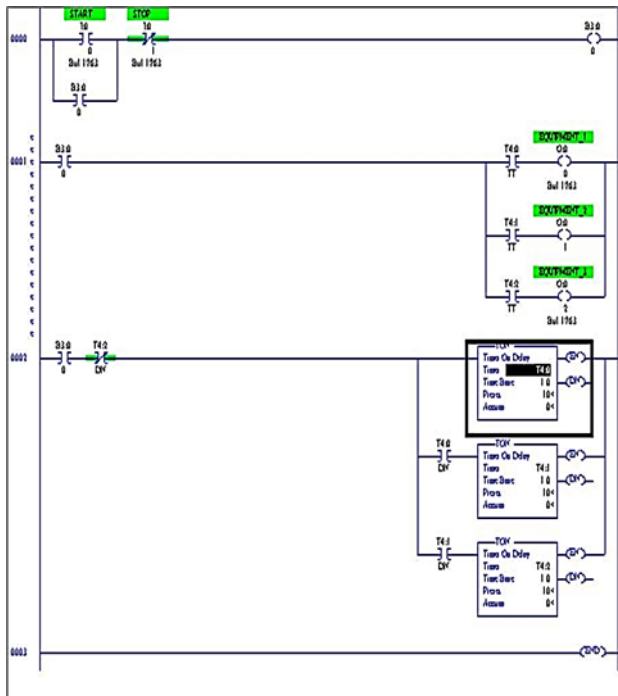 START STOP
I:0 I:0 B3:0
0000
0 1 0
Bul 1763 Bul 1763
B3:0
0
EQUIPMENT_1
B3:0 T4:0 O:0
0001
0 TT 0
Bul 1763
EQUIPMENT_2
T4:1 O:0
TT 1
EQUIPMENT_3
T4:2 O:0
TT 2
Bul 1763
B3:0 T4:2
0002
0 DN
TON
Timer On Delay EN
Timer T4:0
Time Base 1.0 DN
Preset 10<
Accum 0<
T4:0
DN
TON
Timer On Delay EN
Timer T4:1
Time Base 1.0 DN
Preset 10<
Accum 0<
T4:1
DN
TON
Timer On Delay EN
Timer T4:2
Time Base 1.0 DN
Preset 10<
Accum 0<
0003 END